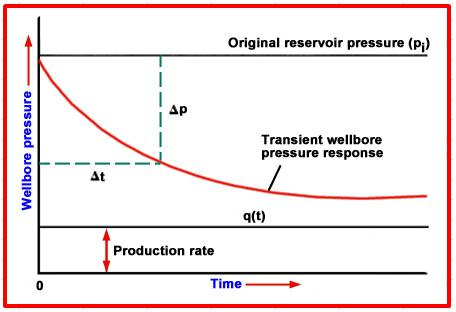 Original reservoir pressure (pi)
Wellbore pressure
Δp
Transient wellbore
pressure response
Δt
q(t)
Production rate
0
Time